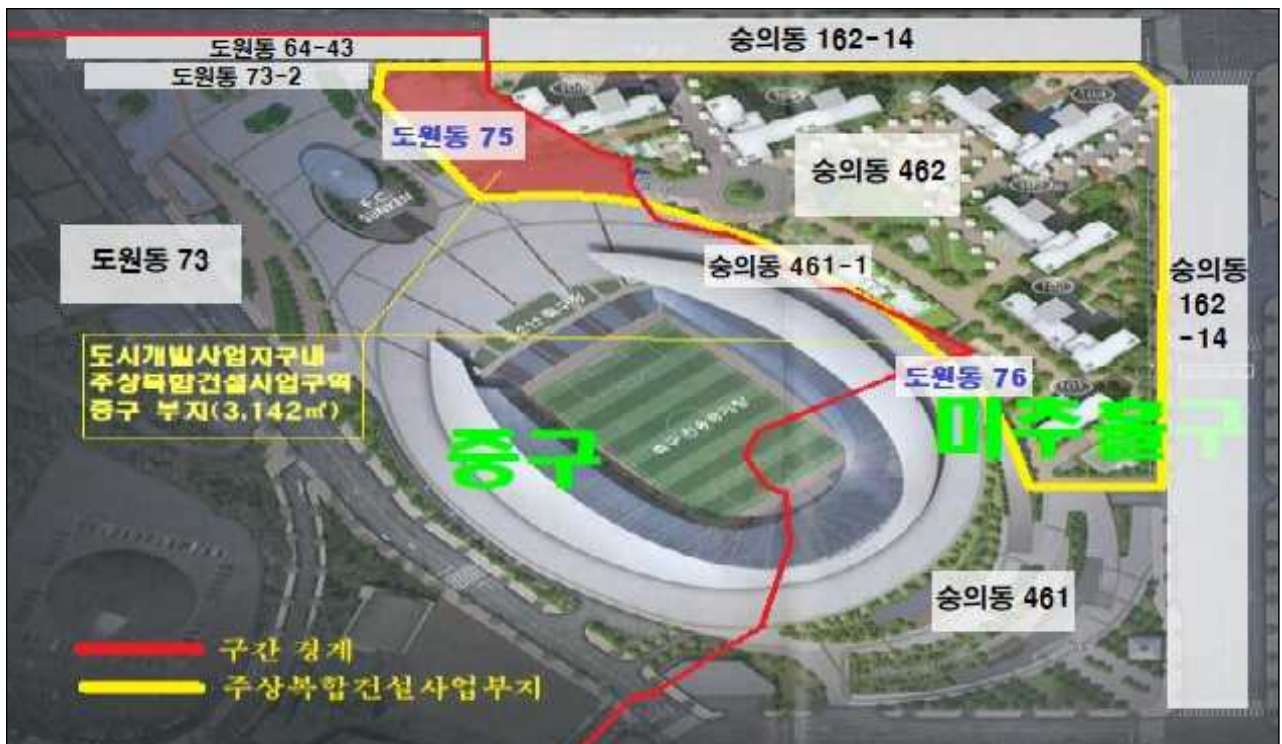 도원동 64-43
숭의동 162-14
도원동 73-2
도원동 75
숭의동 462
도원동 73
숭의동 461-1
숭의동
162
-14
도시개발사업지구내
주상복합건설사업구역
중구 부지(3,142㎡)
도원동 76
중구
미추홀구
숭의동 461
구간 경계
주상복합건설사업부지